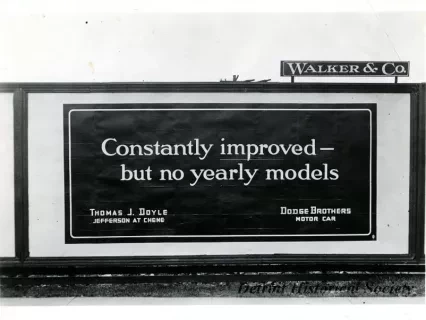 WALKER & CO.
Constantly improved –
but no yearly models
THOMAS J. DOYLE
JEFFERSON AT CHENE
DODGE BROTHERS
MOTOR CAR
Detroit Historical Society